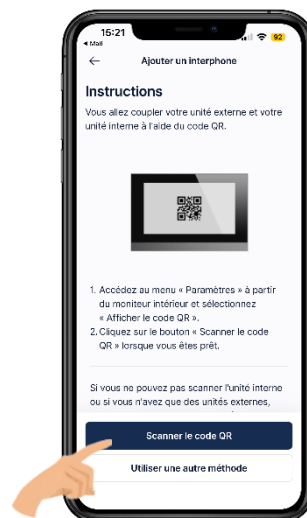 15:21
92
◂ Mail
← Ajouter un interphone
Instructions
Vous allez coupler votre unité externe et votre
unité interne à l'aide du code QR.
1. Accédez au menu « Paramètres » à partir
du moniteur intérieur et sélectionnez
« Afficher le code QR ».
2. Cliquez sur le bouton « Scanner le code
QR » lorsque vous êtes prêt.
Si vous ne pouvez pas scanner l'unité interne
ou si vous n'avez que des unités externes,
Scanner le code QR
Utiliser une autre méthode